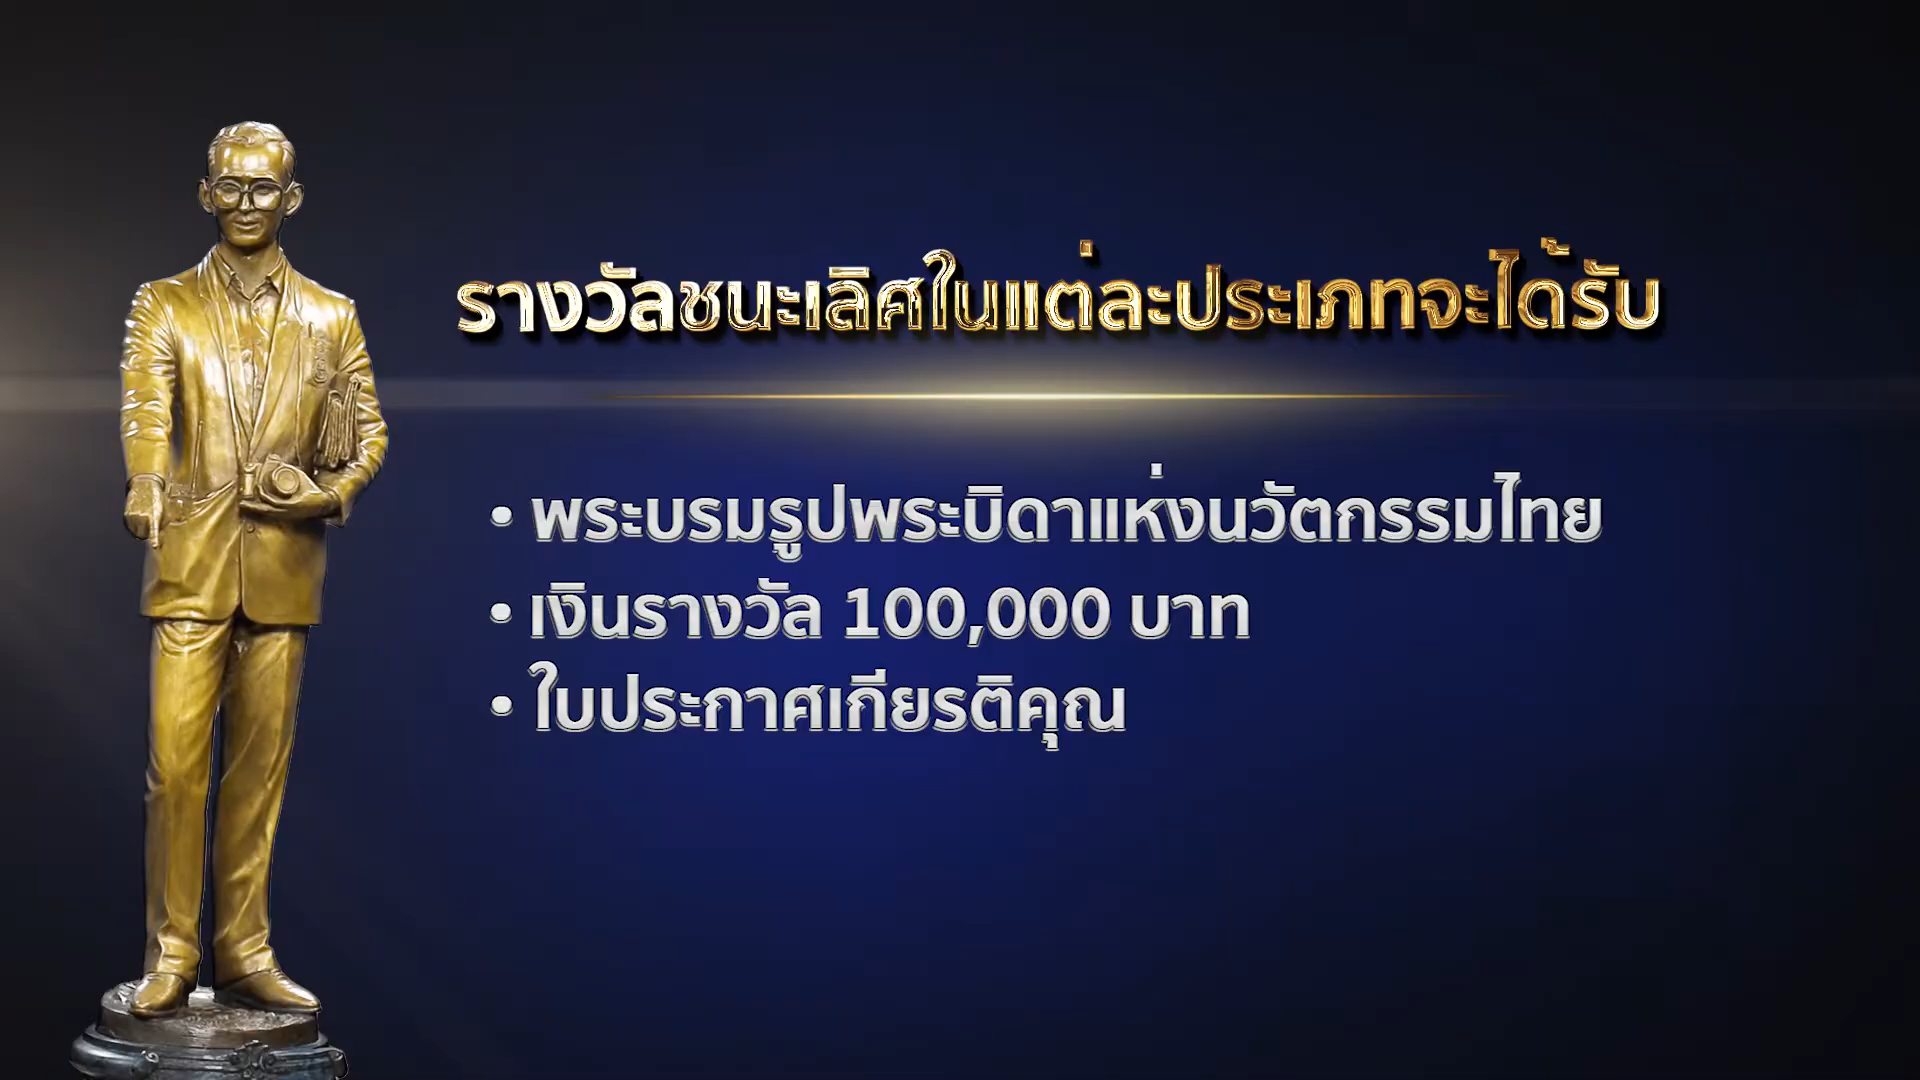 รางวัลชนะเลิศในแต่ละประเภทจะได้รับ
• พระบรมรูปพระบิดาแห่งนวัตกรรมไทย
• เงินรางวัล 100,000 บาท
• ใบประกาศเกียรติคุณ